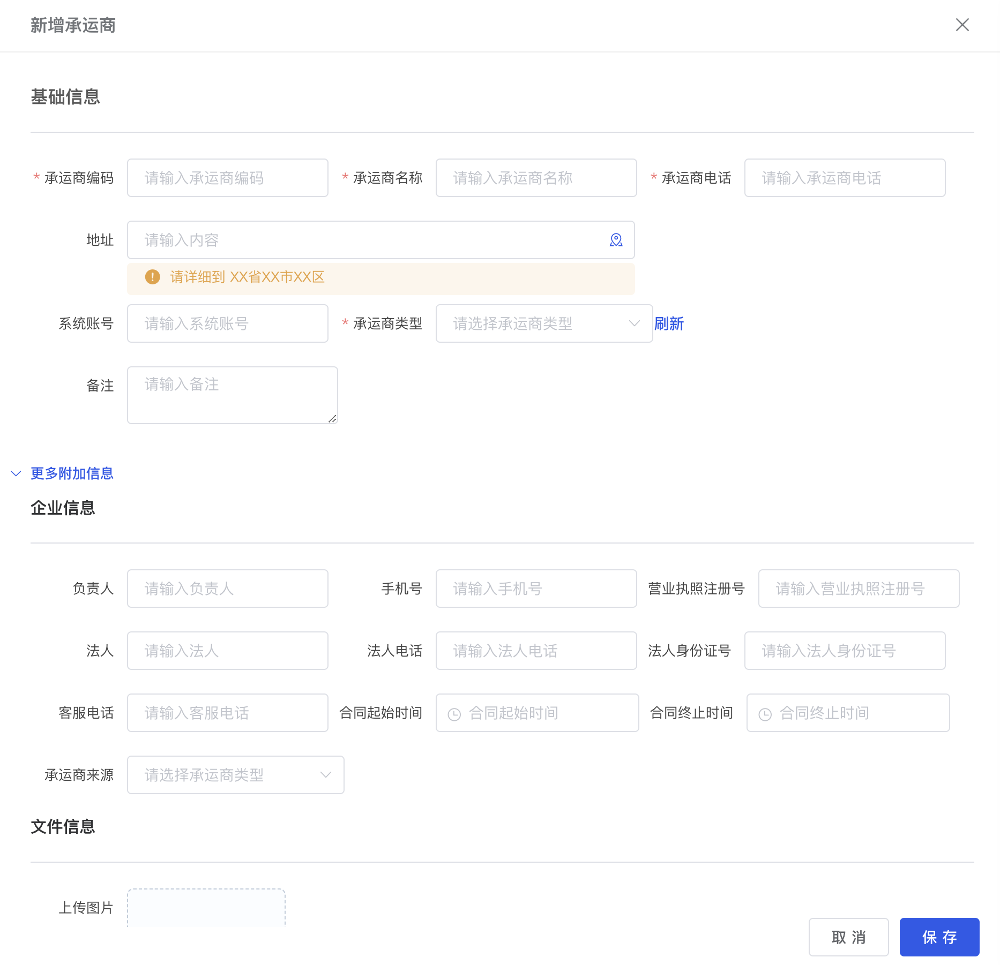 新增承运商
基础信息
* 承运商编码 请输入承运商编码 * 承运商名称 请输入承运商名称 * 承运商电话 请输入承运商电话
地址 请输入内容
请详细到 XX省XX市XX区
系统账号 请输入系统账号 * 承运商类型 请选择承运商类型 刷新
备注 请输入备注
更多附加信息
企业信息
负责人 请输入负责人 手机号 请输入手机号 营业执照注册号 请输入营业执照注册号
法人 请输入法人 法人电话 请输入法人电话 法人身份证号 请输入法人身份证号
客服电话 请输入客服电话 合同起始时间 合同起始时间 合同终止时间 合同终止时间
承运商来源 请选择承运商类型
文件信息
上传图片
取消 保存